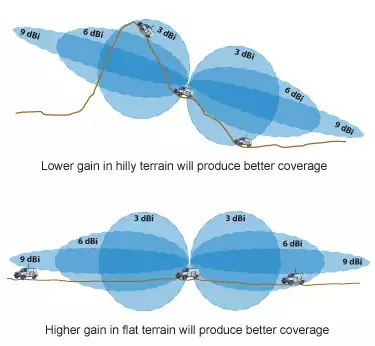 9 dBi
6 dBi
3 dBi
3 dBi
6 dBi
9 dBi
Lower gain in hilly terrain will produce better coverage
3 dBi
3 dBi
6 dBi
6 dBi
9 dBi
9 dBi
Higher gain in flat terrain will produce better coverage